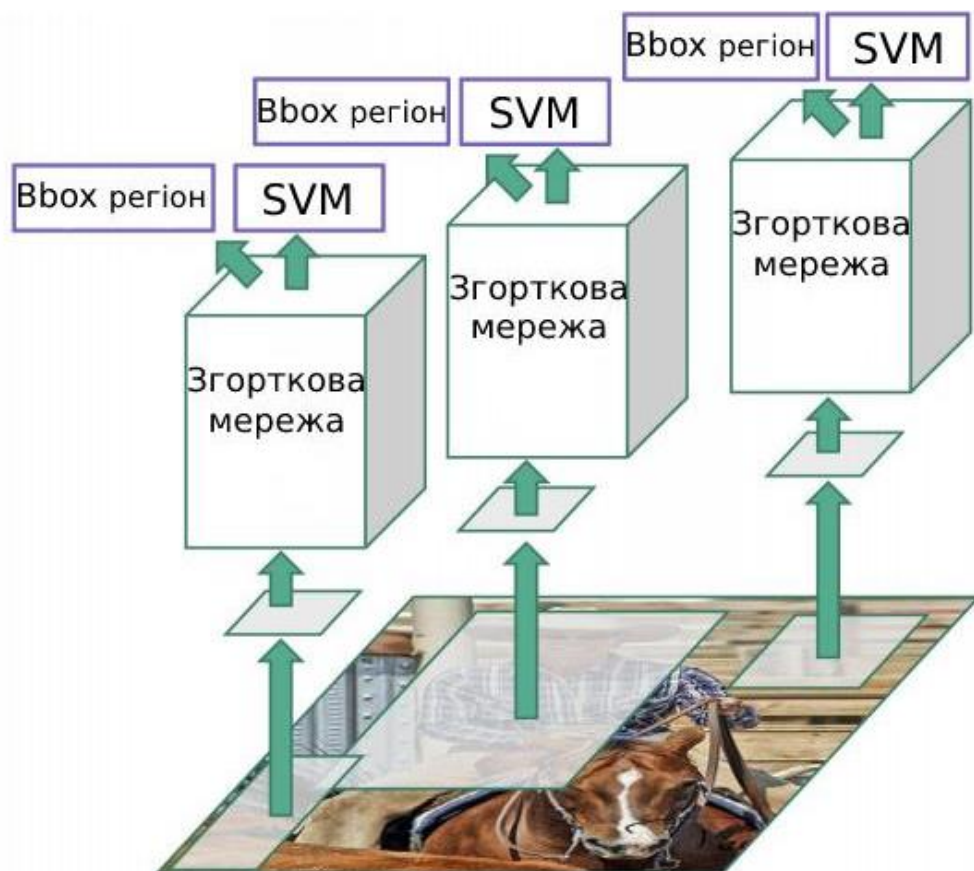 Bbox регіон
SVM
Bbox регіон
SVM
Bbox регіон
SVM
Згорткова
мережа
Згорткова
мережа
Згорткова
мережа